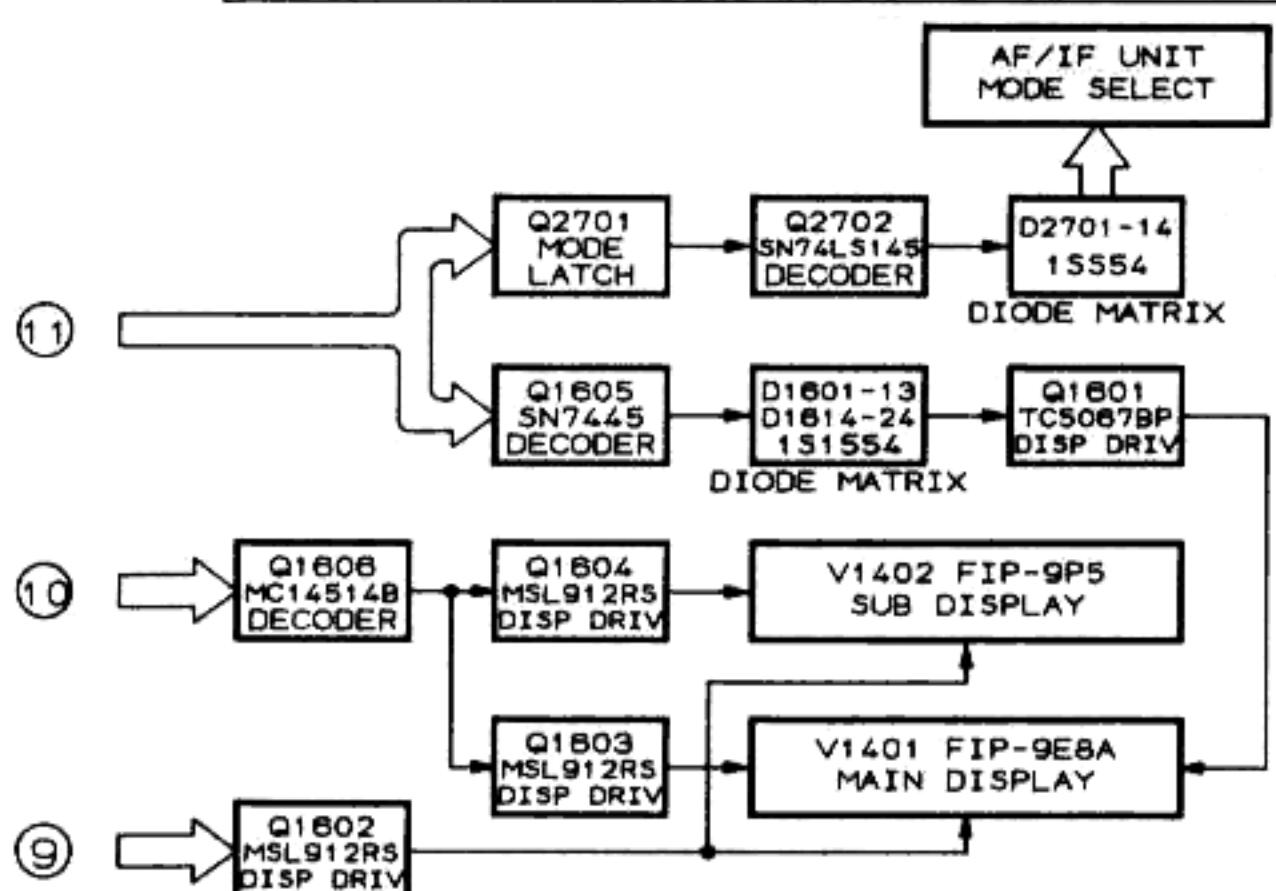 AF/IF UNIT
MODE SELECT
Q2701
MODE
LATCH
Q2702
SN74LS145
DECODER
D2701-14
1SS54
DIODE MATRIX
11
Q1605
SN7445
DECODER
D1601-13
D1614-24
1S1554
DIODE MATRIX
Q1601
TC5067BP
DISP DRIV
10
Q1606
MC14514B
DECODER
Q1604
MSL912RS
DISP DRIV
V1402 FIP-9P5
SUB DISPLAY
Q1603
MSL912RS
DISP DRIV
V1401 FIP-9E8A
MAIN DISPLAY
9
Q1602
MSL912RS
DISP DRIV